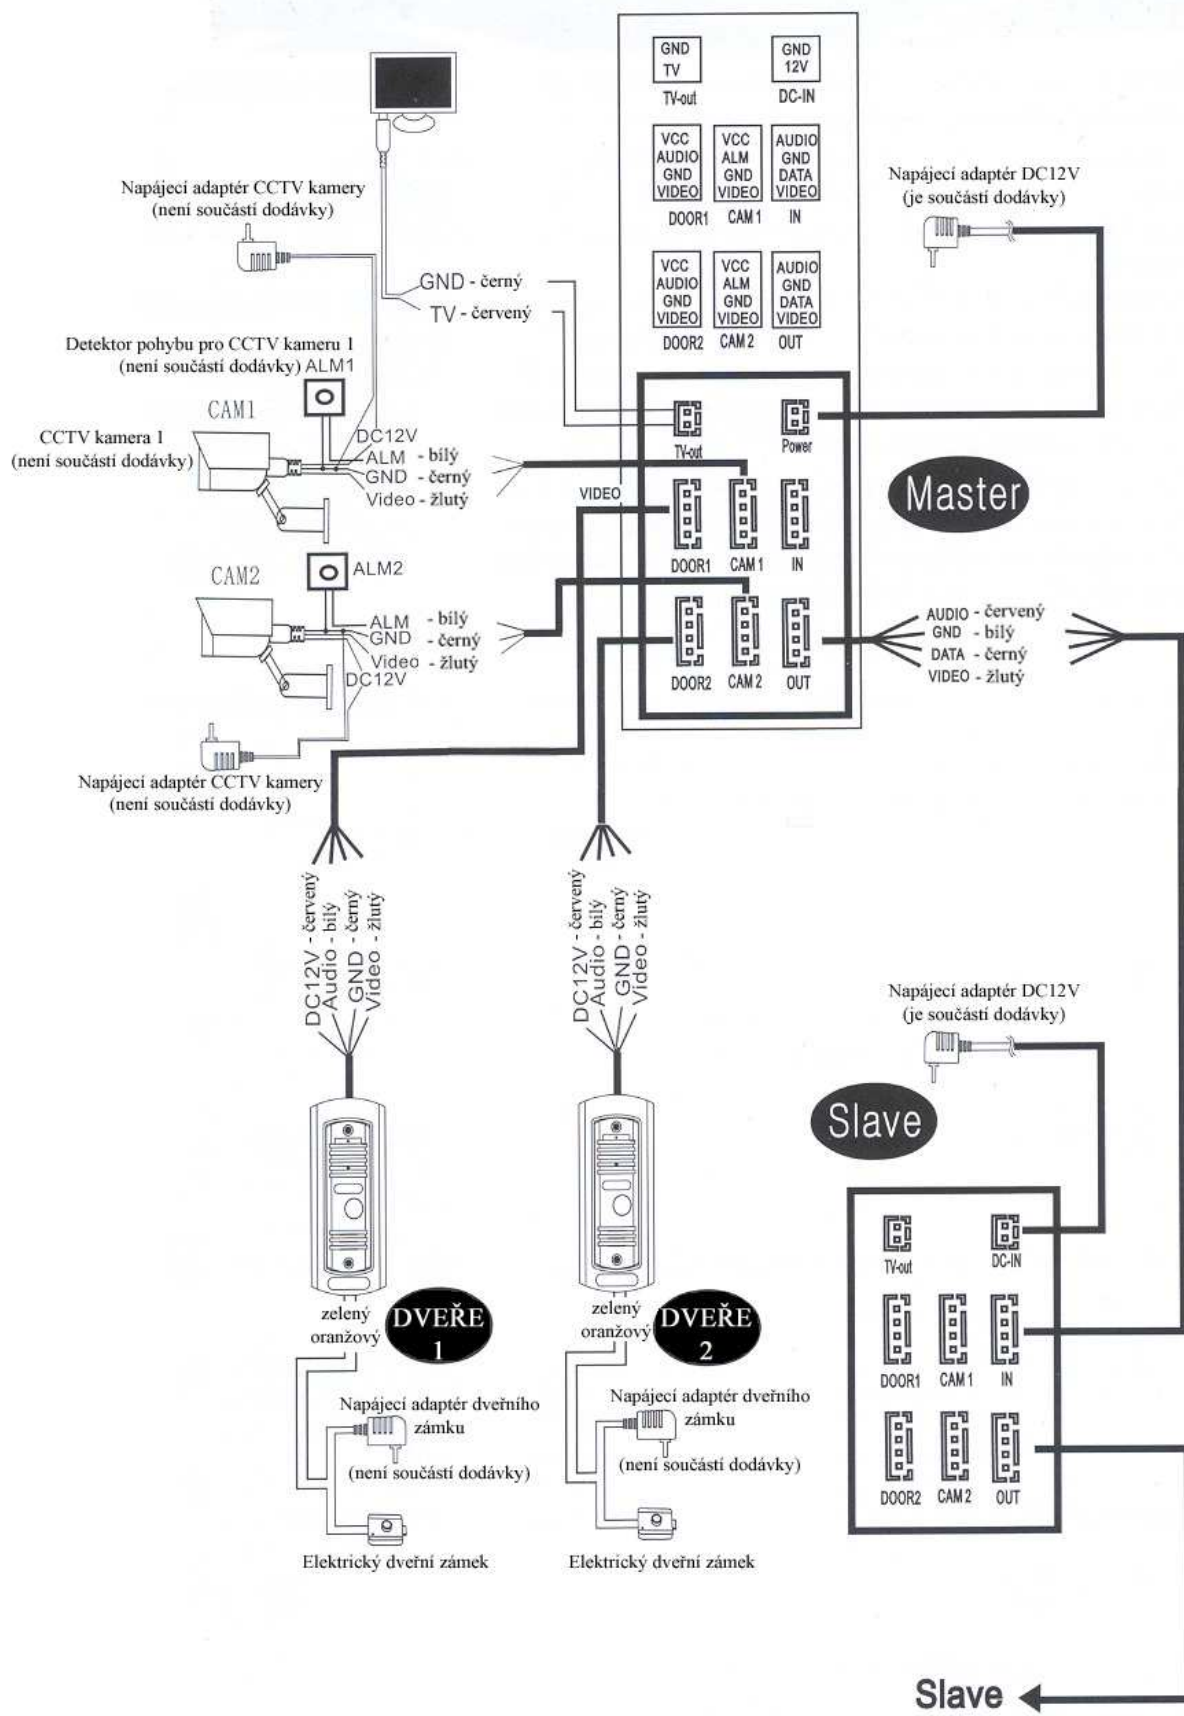 GND
TV
TV-out
GND
12V
DC-IN
VCC
AUDIO
GND
VIDEO
DOOR1
VCC
ALM
GND
VIDEO
CAM 1
AUDIO
GND
DATA
VIDEO
IN
VCC
AUDIO
GND
VIDEO
DOOR2
VCC
ALM
GND
VIDEO
CAM 2
AUDIO
GND
DATA
VIDEO
OUT
Napájecí adaptér CCTV kamery
(není součástí dodávky)
Napájecí adaptér DC12V
(je součástí dodávky)
GND - černý
TV - červený
Detektor pohybu pro CCTV kameru 1
(není součástí dodávky) ALM1
CAM1
CCTV kamera 1
(není součástí dodávky)
DC12V
ALM - bílý
GND - černý
Video - žlutý
TV-out
Power
VIDEO
Master
DOOR1
CAM 1
IN
CAM2
ALM2
ALM - bílý
GND - černý
Video - žlutý
DC12V
AUDIO - červený
GND - bílý
DATA - černý
VIDEO - žlutý
DOOR2
CAM 2
OUT
Napájecí adaptér CCTV kamery
(není součástí dodávky)
DC12V - červený
Audio - bílý
GND - černý
Video - žlutý
DC12V - červený
Audio - bílý
GND - černý
Video - žlutý
Napájecí adaptér DC12V
(je součástí dodávky)
Slave
TV-out
DC-IN
DOOR1
CAM 1
IN
DOOR2
CAM 2
OUT
zelený
oranžový
DVEŘE
1
zelený
oranžový
DVEŘE
2
Napájecí adaptér dveřního
zámku
(není součástí dodávky)
Napájecí adaptér dveřního
zámku
(není součástí dodávky)
Elektrický dveřní zámek
Elektrický dveřní zámek
Slave